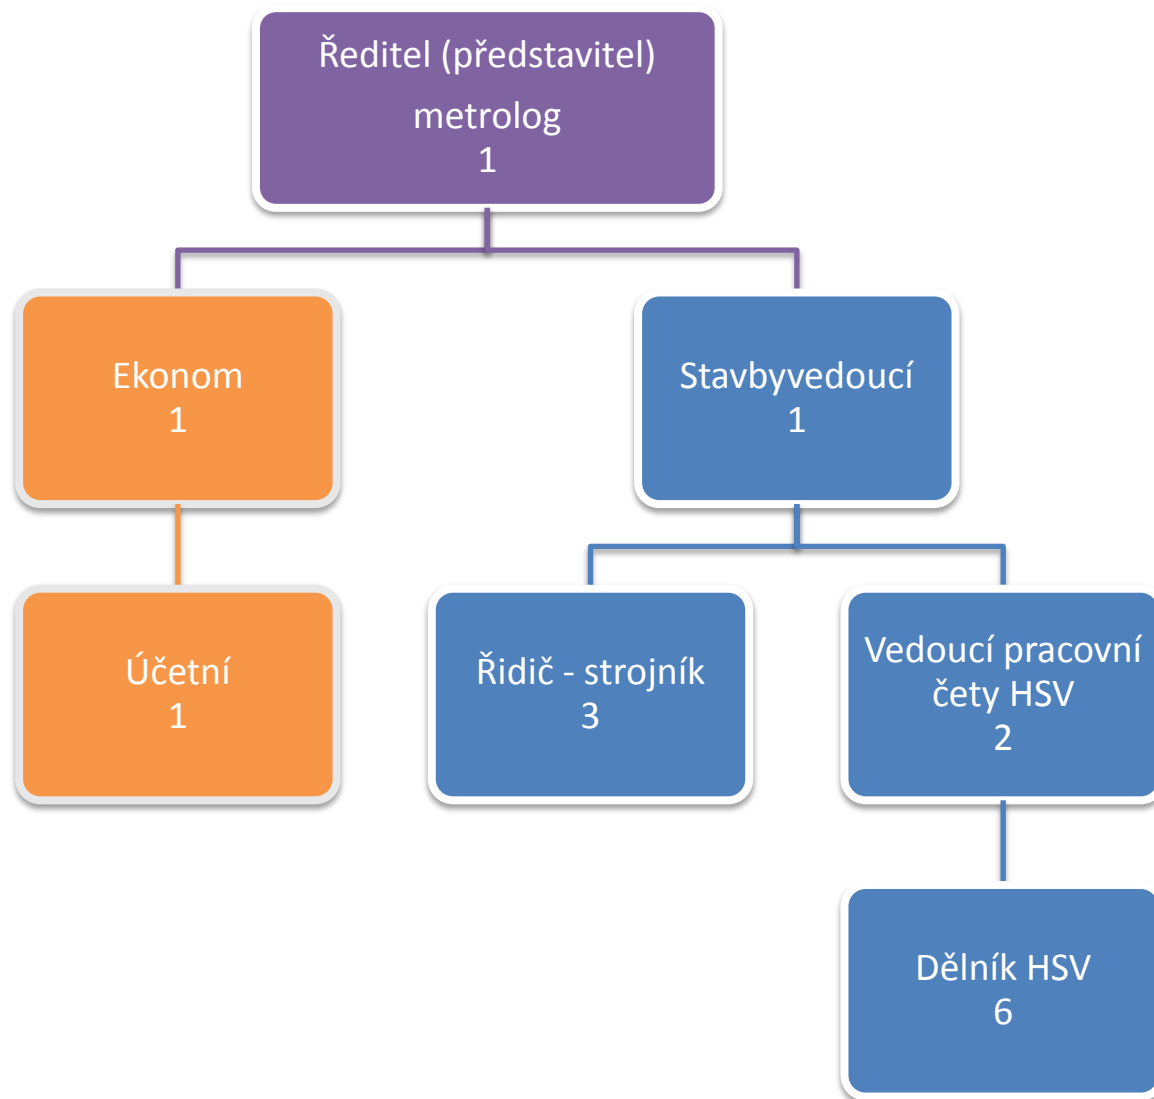 Ředitel (představitel)
metrolog
1
Ekonom
1
Stavbyvedoucí
1
Účetní
1
Řidič - strojník
3
Vedoucí pracovní
čety HSV
2
Dělník HSV
6